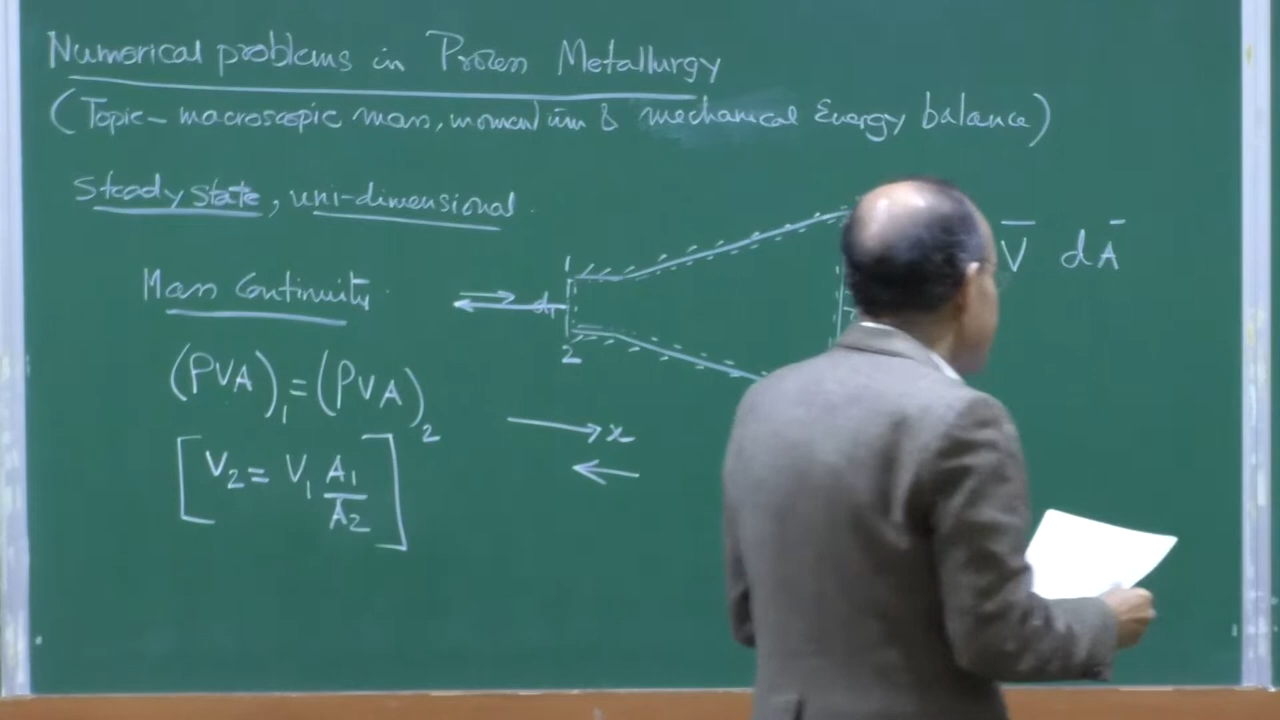 Numerical problems in Process Metallurgy
(Topic - macroscopic mass, momentum & mechanical Energy balance)
Steady state, uni-dimensional.
Mass Continuity.
(ρVA)₁ = (ρVA)₂
[V₂ = V₁ A₁/A₂]
1
2
x
V̅ dA̅